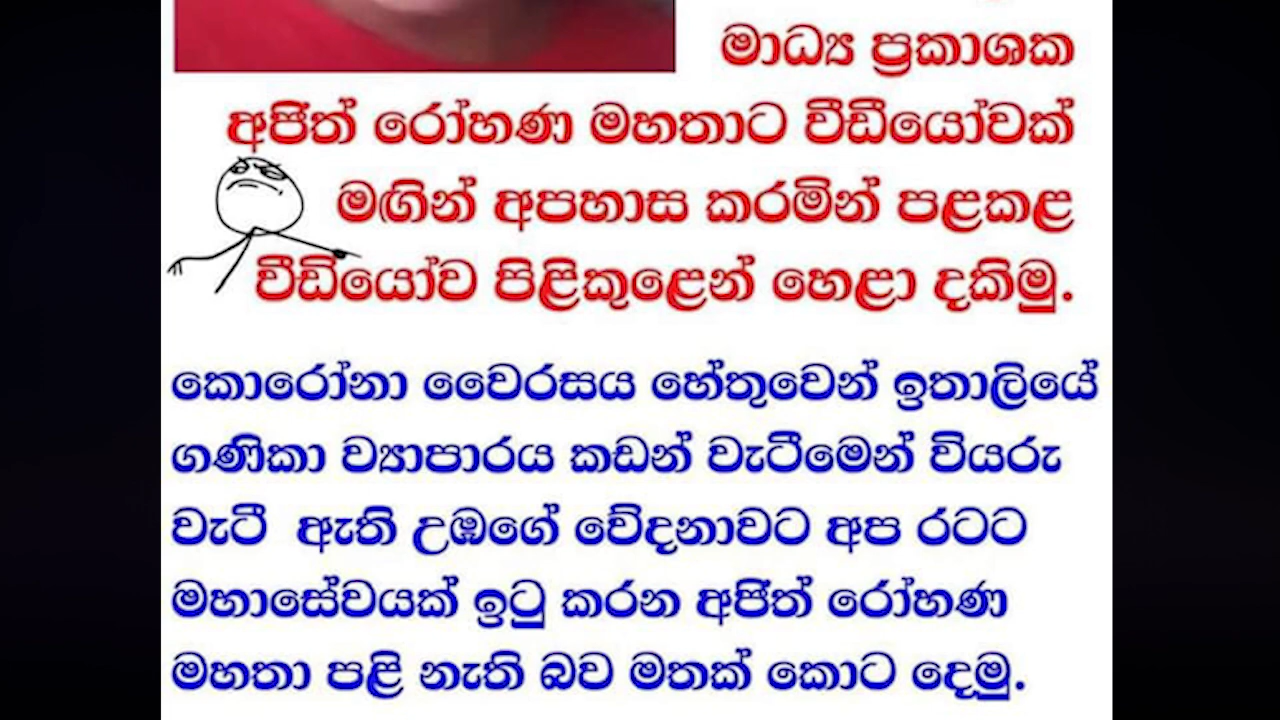 මාධ්‍ය ප්‍රකාශක
අජිත් රෝහණ මහතාට වීඩීයෝවක්
මඟින් අපහාස කරමින් පළකළ
වීඩියෝව පිළිකුළෙන් හෙළා දකිමු.
කොරෝනා වෛරසය හේතුවෙන් ඉතාලියේ
ගණිකා ව්‍යාපාරය කඩන් වැටීමෙන් වියරු
වැටී ඇති උඹගේ වේදනාවට අප රටට
මහාසේවයක් ඉටු කරන අජිත් රෝහණ
මහතා පළි නැති බව මතක් කොට දෙමු.